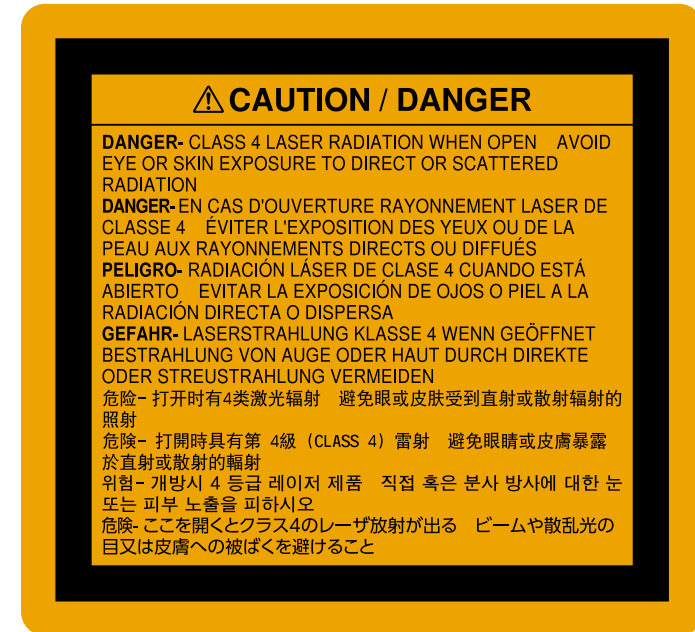 ⚠ CAUTION / DANGER
DANGER- CLASS 4 LASER RADIATION WHEN OPEN AVOID
EYE OR SKIN EXPOSURE TO DIRECT OR SCATTERED
RADIATION
DANGER- EN CAS D'OUVERTURE RAYONNEMENT LASER DE
CLASSE 4 ÉVITER L'EXPOSITION DES YEUX OU DE LA
PEAU AUX RAYONNEMENTS DIRECTS OU DIFFUÉS
PELIGRO- RADIACIÓN LÁSER DE CLASE 4 CUANDO ESTÁ
ABIERTO EVITAR LA EXPOSICIÓN DE OJOS O PIEL A LA
RADIACIÓN DIRECTA O DISPERSA
GEFAHR- LASERSTRAHLUNG KLASSE 4 WENN GEÖFFNET
BESTRAHLUNG VON AUGE ODER HAUT DURCH DIREKTE
ODER STREUSTRAHLUNG VERMEIDEN
危险- 打开时有4类激光辐射 避免眼或皮肤受到直射或散射辐射的
照射
危険- 打開時具有第 4級 (CLASS 4) 雷射 避免眼睛或皮膚暴露
於直射或散射的輻射
위험- 개방시 4 등급 레이저 제품 직접 혹은 분사 방사에 대한 눈
또는 피부 노출을 피하시오
危険- ここを開くとクラス4のレーザ放射が出る ビームや散乱光の
目又は皮膚への被ばくを避けること